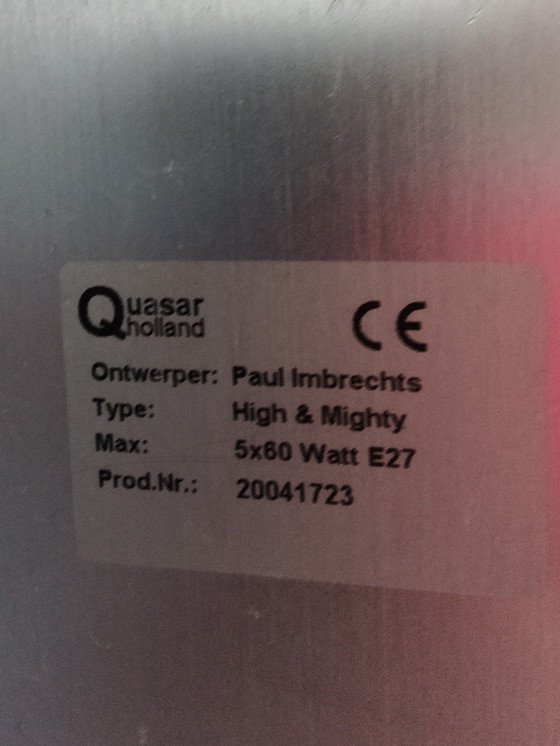 Quasar
holland
CE
Ontwerper: Paul Imbrechts
Type: High & Mighty
Max: 5x60 Watt E27
Prod.Nr.: 20041723